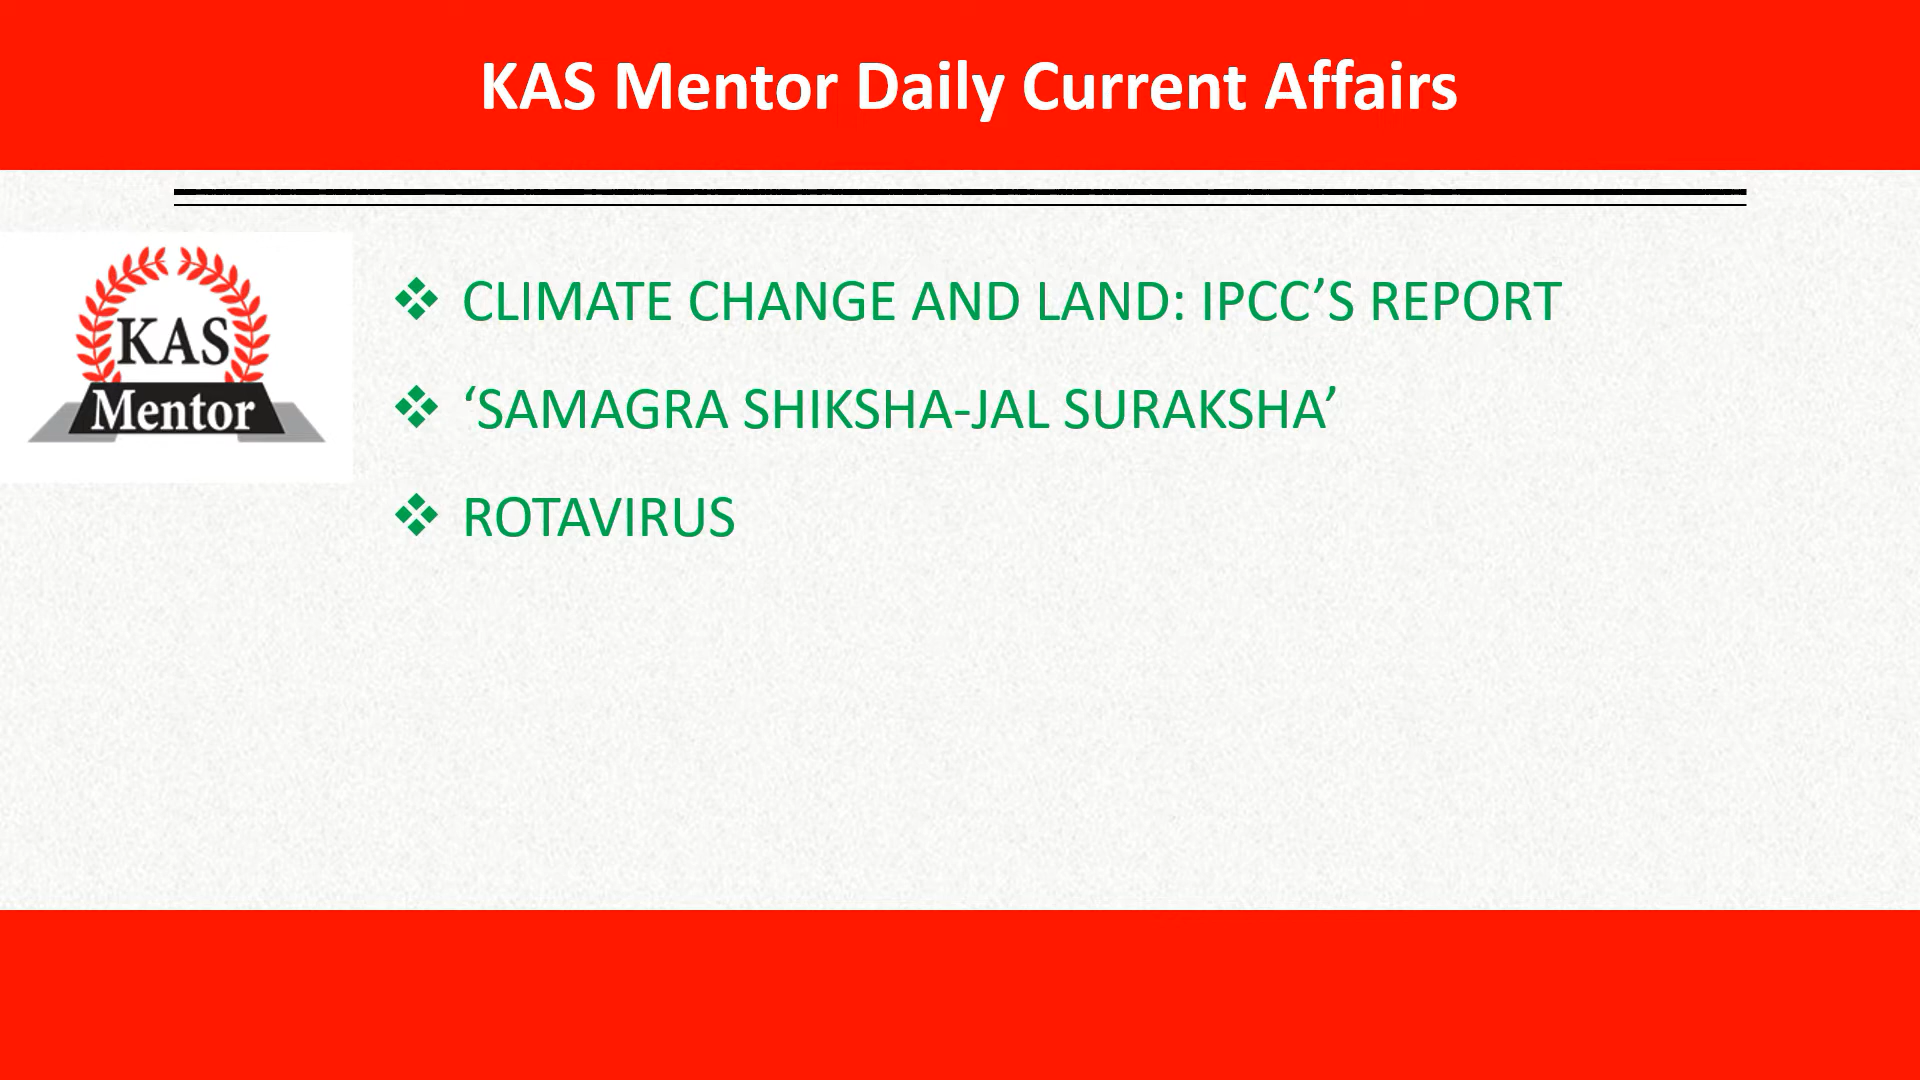 KAS Mentor Daily Current Affairs
KAS
Mentor
❖ CLIMATE CHANGE AND LAND: IPCC’S REPORT
❖ ‘SAMAGRA SHIKSHA-JAL SURAKSHA’
❖ ROTAVIRUS